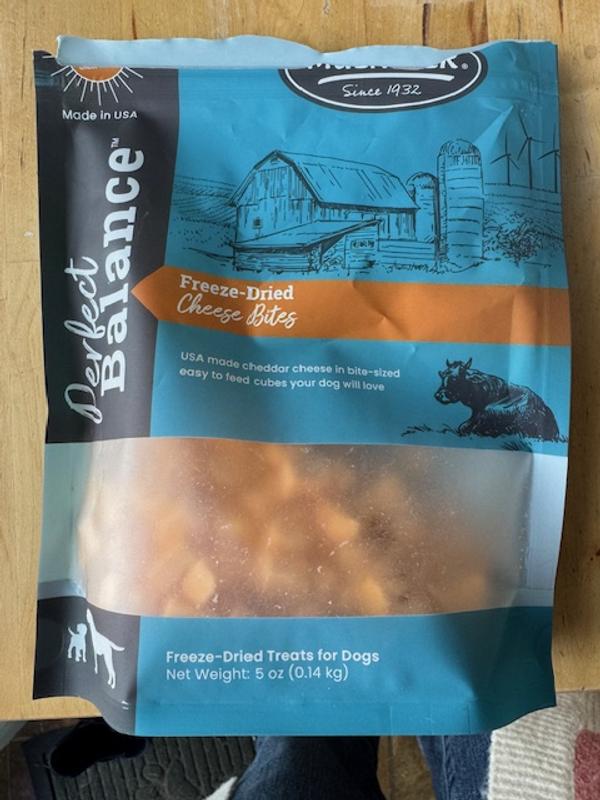 Since 1932
Made in USA
Perfect
Balance™
Freeze-Dried
Cheese Bites
USA made cheddar cheese in bite-sized
easy to feed cubes your dog will love
Freeze-Dried Treats for Dogs
Net Weight: 5 oz (0.14 kg)